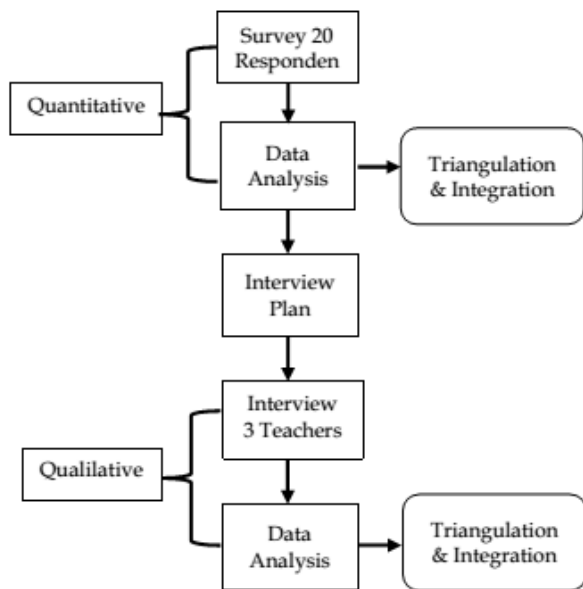 Survey 20
Responden
Quantitative
Data
Analysis
Triangulation
& Integration
Interview
Plan
Interview
3 Teachers
Qualilative
Data
Analysis
Triangulation
& Integration